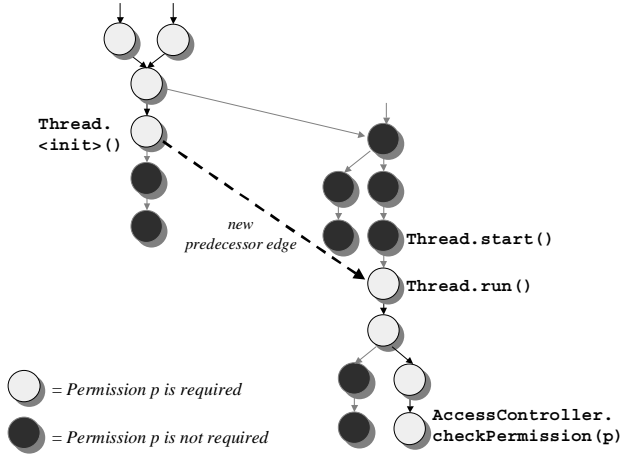 Thread.
<init>()
new
predecessor edge
Thread.start()
Thread.run()
= Permission p is required
AccessController.
checkPermission(p)
= Permission p is not required